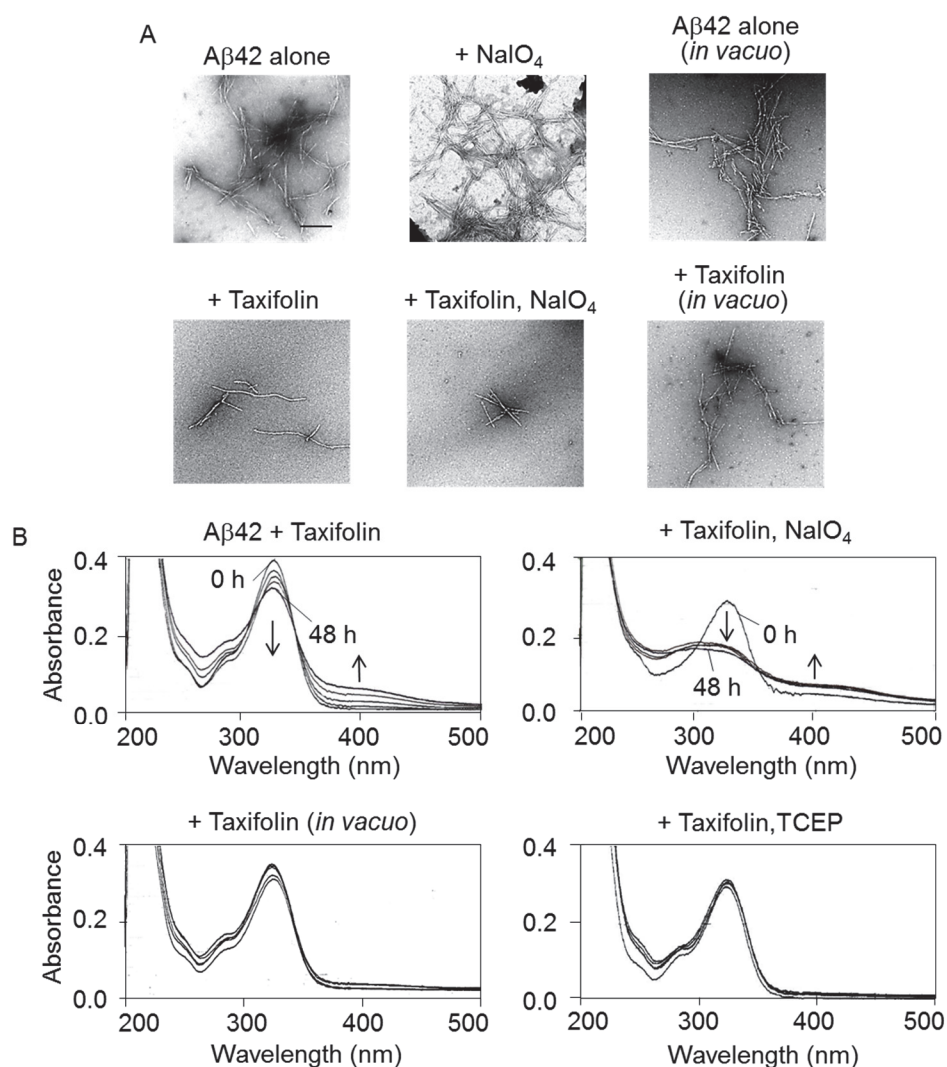 A
Aβ42 alone
+ NaIO4
Aβ42 alone
(in vacuo)
+ Taxifolin
+ Taxifolin, NaIO4
+ Taxifolin
(in vacuo)
B
Aβ42 + Taxifolin
Absorbance
0.4
0.2
0.0
0 h
48 h
200 300 400 500
Wavelength (nm)
+ Taxifolin, NaIO4
0.4
0.2
0.0
0 h
48 h
200 300 400 500
Wavelength (nm)
+ Taxifolin (in vacuo)
Absorbance
0.4
0.2
0.0
200 300 400 500
Wavelength (nm)
+ Taxifolin,TCEP
0.4
0.2
0.0
200 300 400 500
Wavelength (nm)